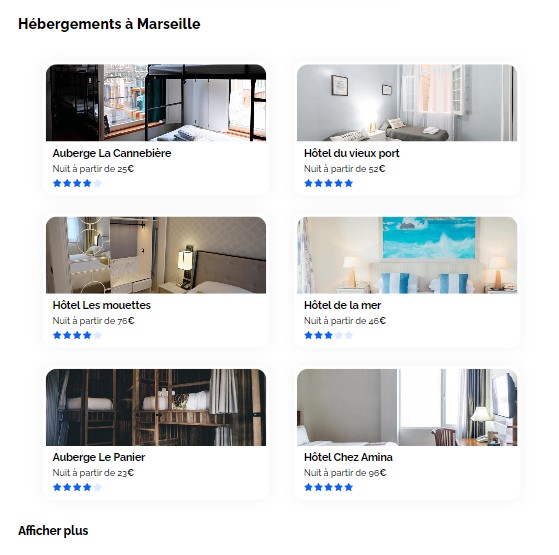 Hébergements à Marseille
Auberge La Cannebière
Nuit à partir de 25€
Hôtel du vieux port
Nuit à partir de 52€
Hôtel Les mouettes
Nuit à partir de 76€
Hôtel de la mer
Nuit à partir de 46€
Auberge Le Panier
Nuit à partir de 23€
Hôtel Chez Amina
Nuit à partir de 96€
Afficher plus